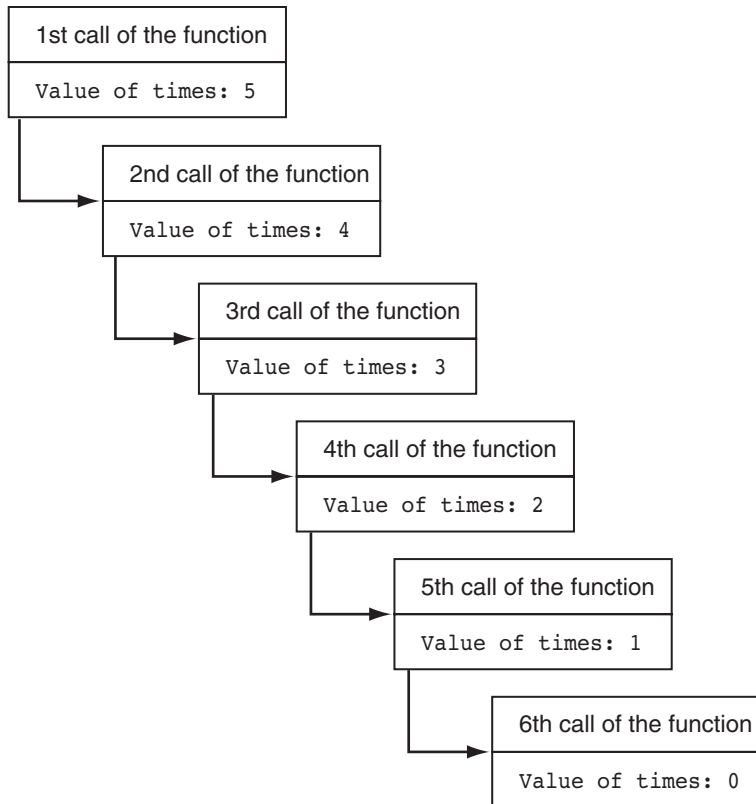 1st call of the function
Value of times: 5
2nd call of the function
Value of times: 4
3rd call of the function
Value of times: 3
4th call of the function
Value of times: 2
5th call of the function
Value of times: 1
6th call of the function
Value of times: 0